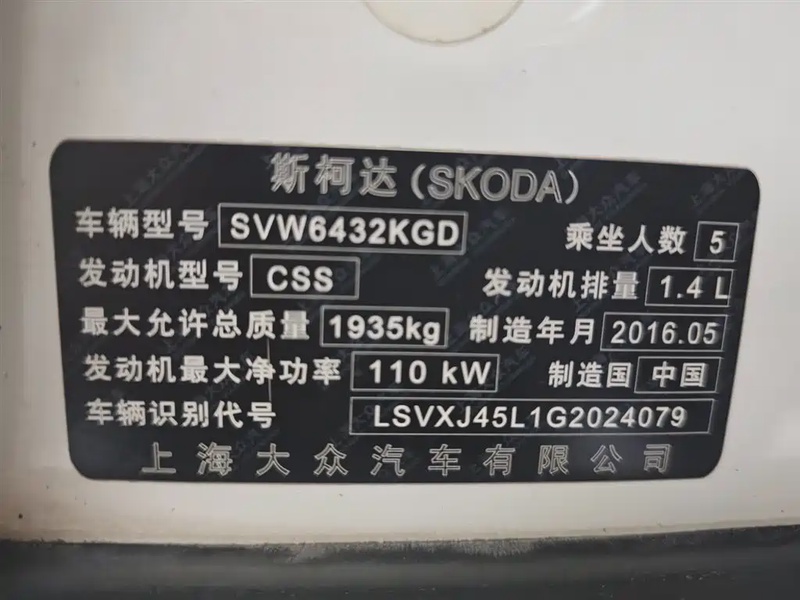 斯柯达(SKODA)
车辆型号 SVW6432KGD 乘坐人数 5
发动机型号 CSS 发动机排量 1.4 L
最大允许总质量 1935kg 制造年月 2016.05
发动机最大净功率 110 kW 制造国 中国
车辆识别代号 LSVXJ45L1G2024079
上海大众汽车有限公司